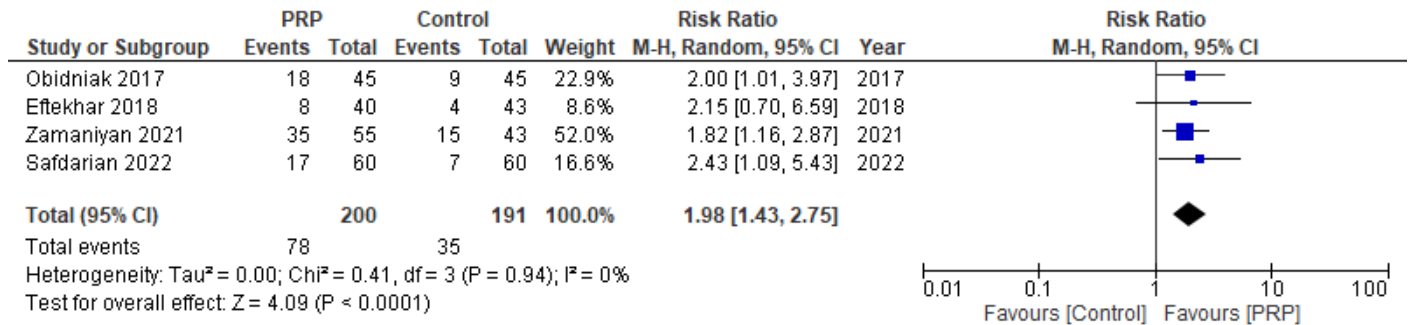 PRP Control Risk Ratio Risk Ratio
Study or Subgroup Events Total Events Total Weight M-H, Random, 95% CI Year M-H, Random, 95% CI
Obidniak 2017 18 45 9 45 22.9% 2.00 [1.01, 3.97] 2017
Eftekhar 2018 8 40 4 43 8.6% 2.15 [0.70, 6.59] 2018
Zamaniyan 2021 35 55 15 43 52.0% 1.82 [1.16, 2.87] 2021
Safdarian 2022 17 60 7 60 16.6% 2.43 [1.09, 5.43] 2022
Total (95% CI) 200 191 100.0% 1.98 [1.43, 2.75]
Total events 78 35
Heterogeneity: Tau² = 0.00; Chi² = 0.41, df = 3 (P = 0.94); I² = 0%
Test for overall effect: Z = 4.09 (P < 0.0001)
0.01 0.1 1 10 100
Favours [Control] Favours [PRP]